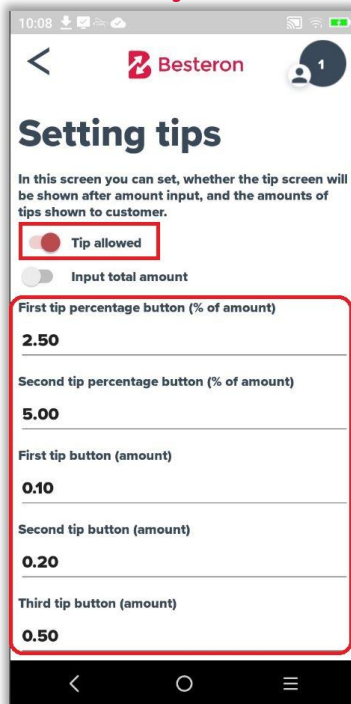 10:08
Besteron
1
Setting tips
In this screen you can set, whether the tip screen will
be shown after amount input, and the amounts of
tips shown to customer.
Tip allowed
Input total amount
First tip percentage button (% of amount)
2.50
Second tip percentage button (% of amount)
5.00
First tip button (amount)
0.10
Second tip button (amount)
0.20
Third tip button (amount)
0.50